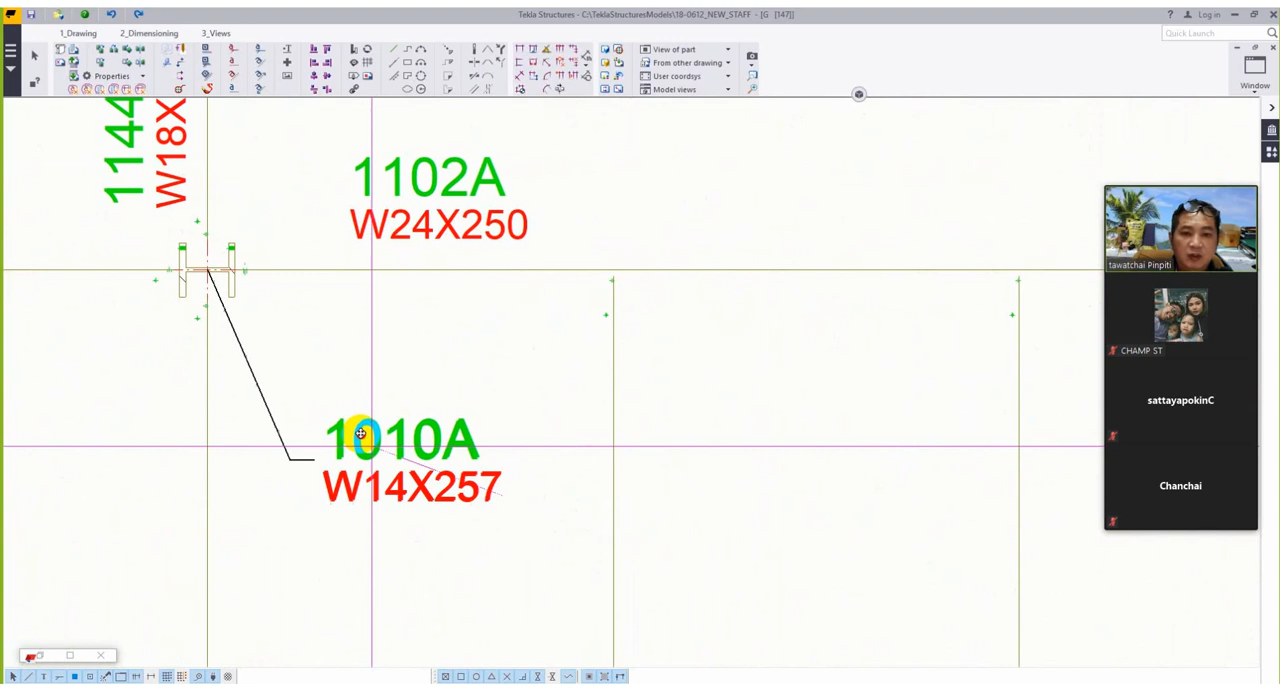 Tekla Structures - C:\TeklaStructuresModels\18-0612_NEW_STAFF - [G [147]]
Log in
1_Drawing
2_Dimensioning
3_Views
Quick Launch
View of part
From other drawing
User coordsys
Model views
Properties
Window
1144
W18X
1102A
W24X250
1010A
W14X257
tawatchai Pinpiti
CHAMP ST
sattayapokinC
Chanchai